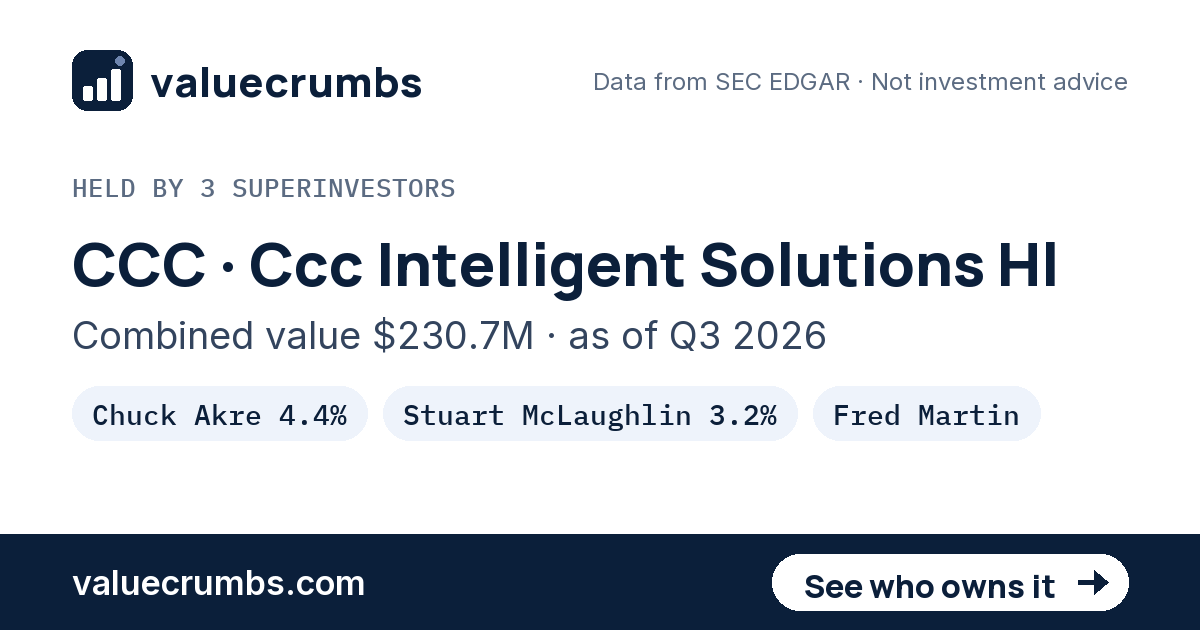 valuecrumbs
Data from SEC EDGAR · Not investment advice
HELD BY 3 SUPERINVESTORS
CCC · Ccc Intelligent Solutions Hl
Combined value $230.7M · as of Q3 2026
Chuck Akre 4.4%
Stuart McLaughlin 3.2%
Fred Martin
valuecrumbs.com
See who owns it →